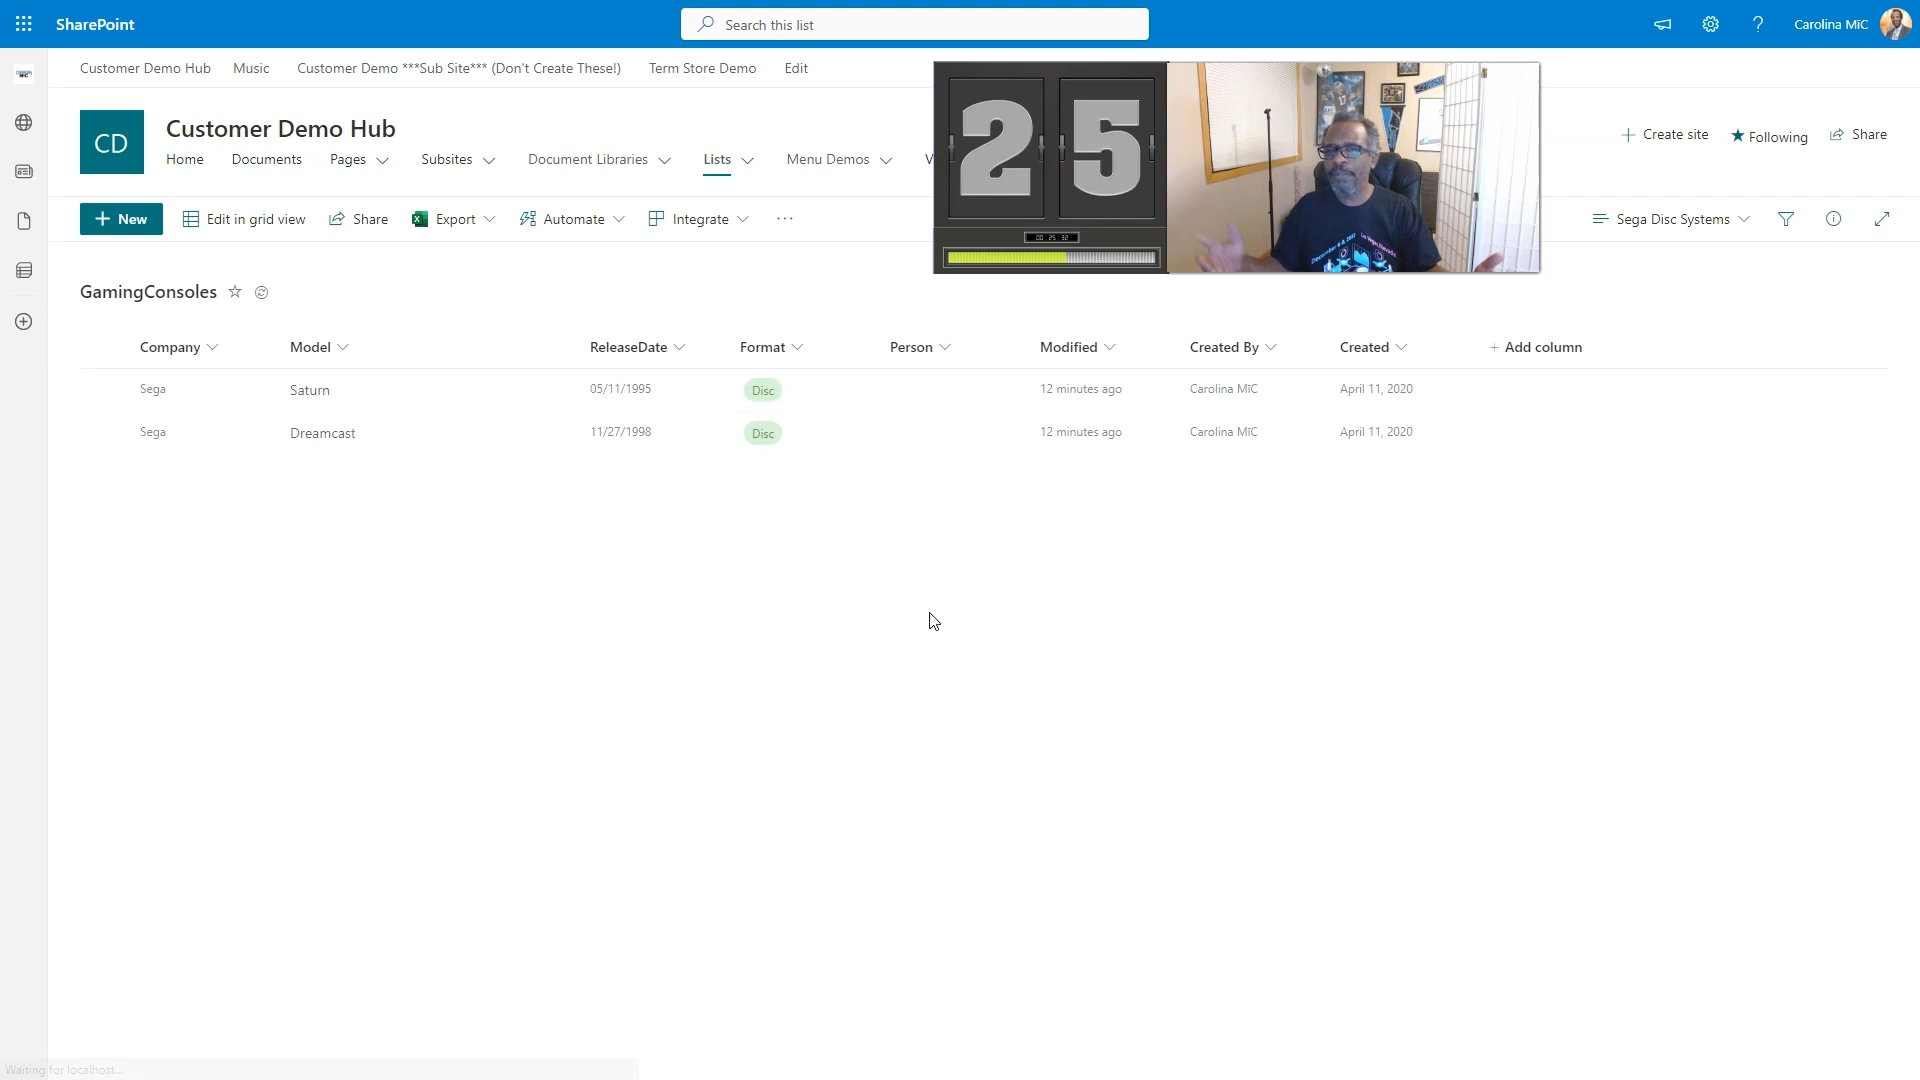 SharePoint
Search this list
Carolina MiC
Customer Demo Hub
Music
Customer Demo ***Sub Site*** (Don't Create These!)
Term Store Demo
Edit
CD
Customer Demo Hub
Home
Documents
Pages
Subsites
Document Libraries
Lists
Menu Demos
V
25
00 25 32
Create site
Following
Share
New
Edit in grid view
Share
Export
Automate
Integrate
...
Sega Disc Systems
GamingConsoles
Company
Model
ReleaseDate
Format
Person
Modified
Created By
Created
+ Add column
Sega
Saturn
05/11/1995
Disc
12 minutes ago
Carolina MiC
April 11, 2020
Sega
Dreamcast
11/27/1998
Disc
12 minutes ago
Carolina MiC
April 11, 2020
Waiting for localhost...